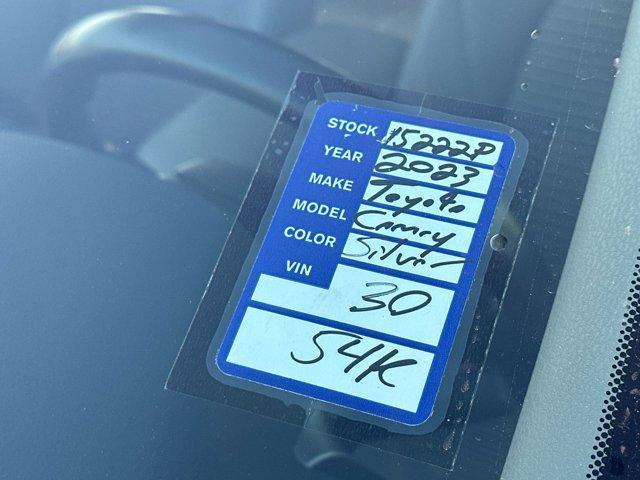 STOCK 15222P
YEAR 2023
MAKE Toyota
MODEL Camry
COLOR Silver
VIN 30
54K